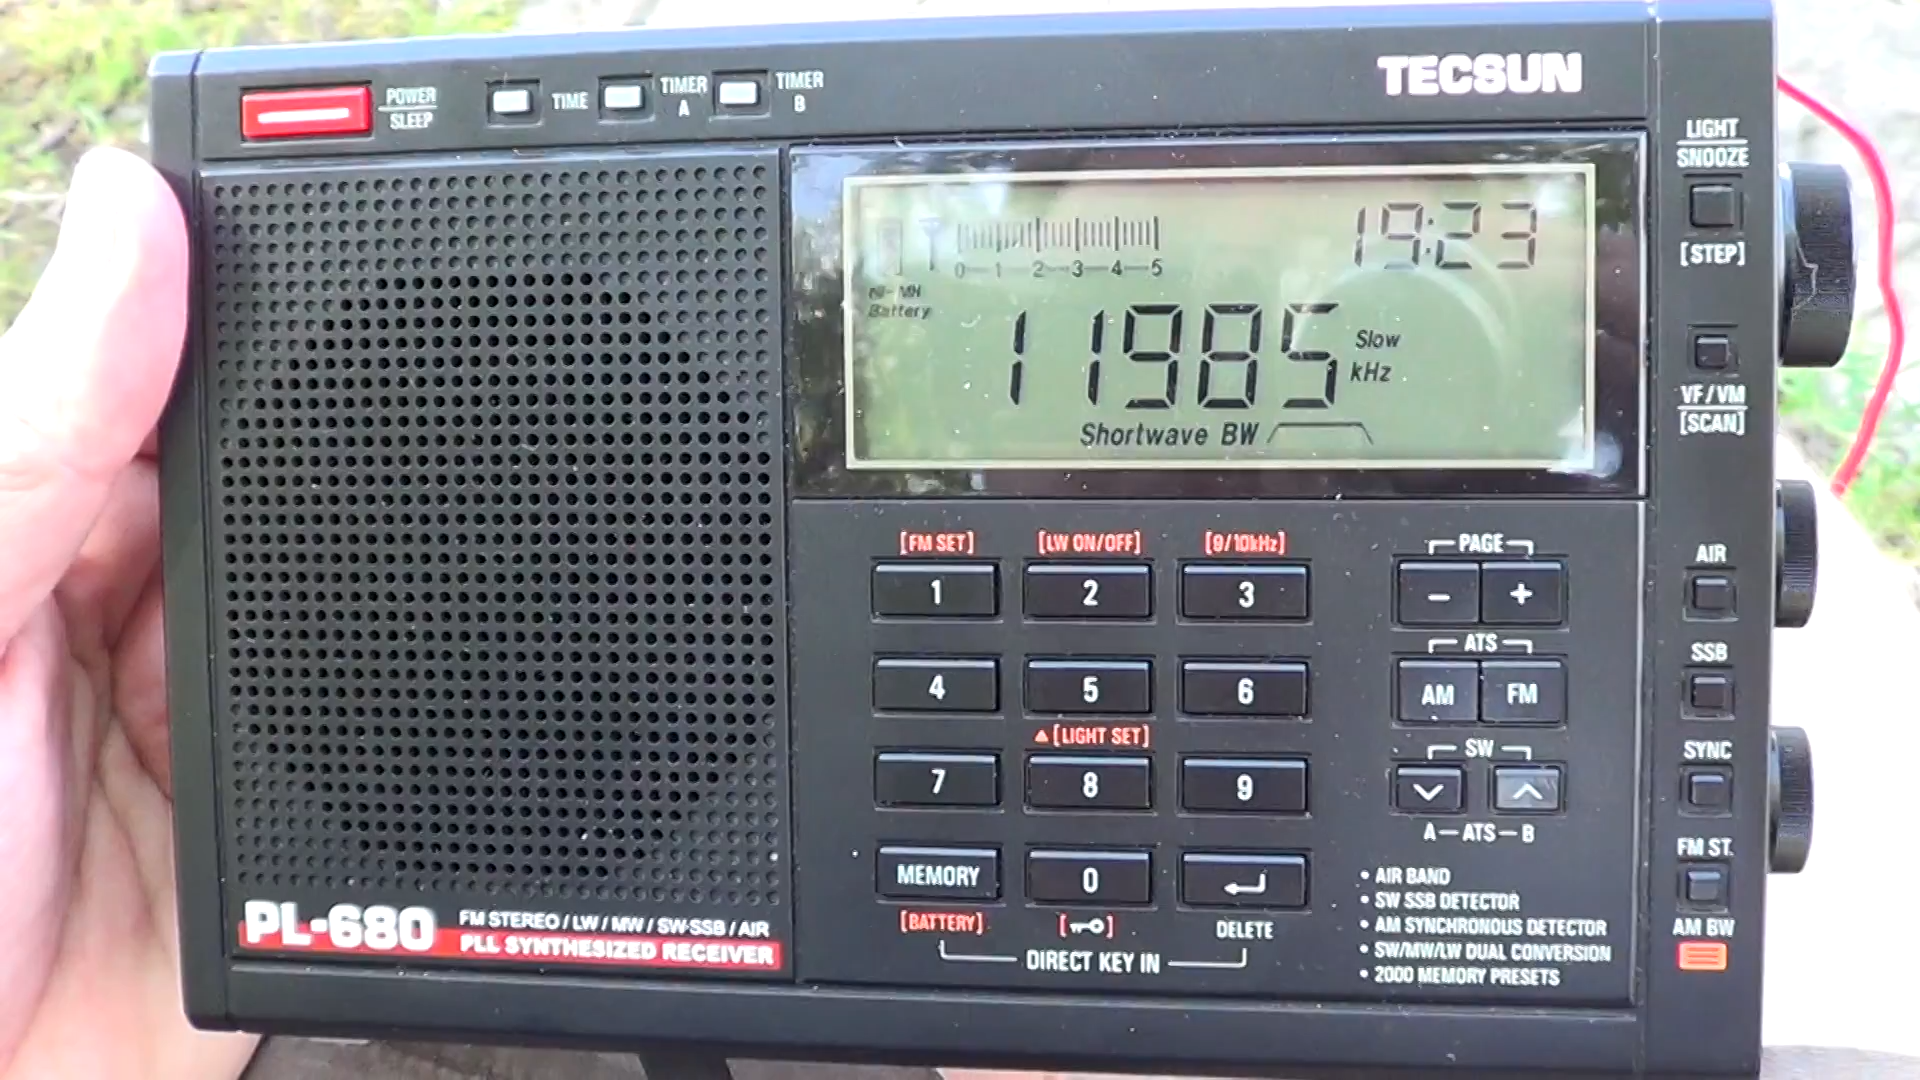 TECSUN
POWER
SLEEP
TIME
TIMER
A
TIMER
B
LIGHT
SNOOZE
[STEP]
19:23
0-1-2-3-4-5
Ni-MH
Battery
11985
Slow
kHz
Shortwave BW
VF/VM
[SCAN]
[FM SET] [LW ON/OFF] [9/10kHz]
1 2 3
PAGE
- +
AIR
ATS
AM FM
4 5 6
SSB
▲[LIGHT SET]
7 8 9
SW
A-ATS-B
SYNC
MEMORY 0
[BATTERY]
DELETE
DIRECT KEY IN
FM ST.
AM BW
• AIR BAND
• SW SSB DETECTOR
• AM SYNCHRONOUS DETECTOR
• SW/MW/LW DUAL CONVERSION
• 2000 MEMORY PRESETS
PL-680
FM STEREO / LW / MW / SW-SSB / AIR
PLL SYNTHESIZED RECEIVER